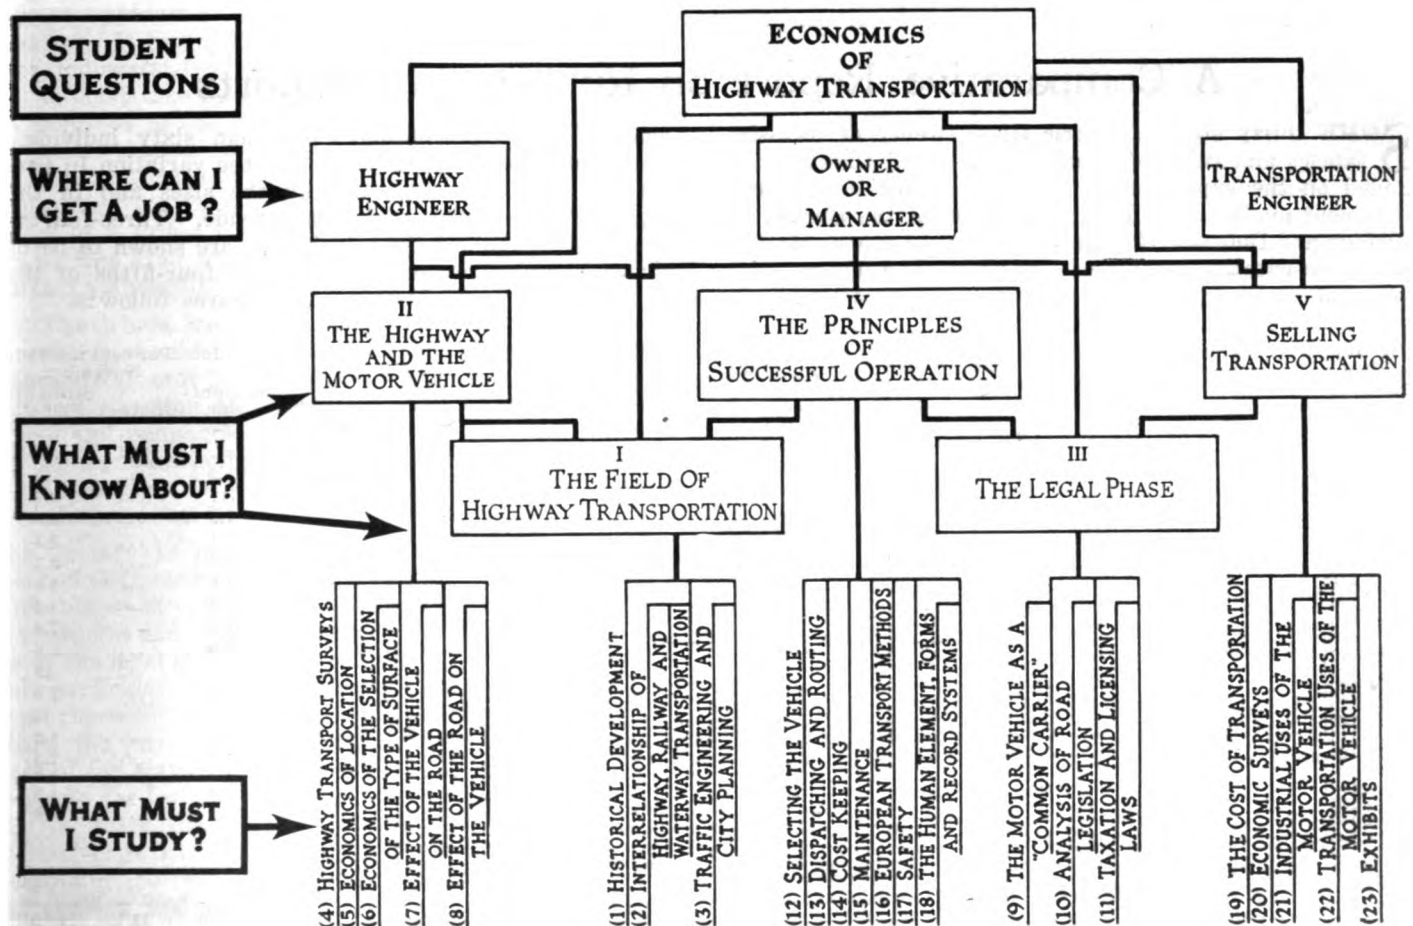 STUDENT
QUESTIONS
ECONOMICS
OF
HIGHWAY TRANSPORTATION
WHERE CAN I
GET A JOB?
HIGHWAY
ENGINEER
OWNER
OR
MANAGER
TRANSPORTATION
ENGINEER
II
THE HIGHWAY
AND THE
MOTOR VEHICLE
IV
THE PRINCIPLES
OF
SUCCESSFUL OPERATION
V
SELLING
TRANSPORTATION
WHAT MUST I
KNOW ABOUT?
I
THE FIELD OF
HIGHWAY TRANSPORTATION
III
THE LEGAL PHASE
WHAT MUST
I STUDY?
(4) HIGHWAY TRANSPORT SURVEYS
(5) ECONOMICS OF LOCATION
(6) ECONOMICS OF THE SELECTION
OF THE TYPE OF SURFACE
(7) EFFECT OF THE VEHICLE
ON THE ROAD
(8) EFFECT OF THE ROAD ON
THE VEHICLE
(1) HISTORICAL DEVELOPMENT
(2) INTERRELATIONSHIP OF
HIGHWAY, RAILWAY AND
WATERWAY TRANSPORTATION
(3) TRAFFIC ENGINEERING AND
CITY PLANNING
(12) SELECTING THE VEHICLE
(13) DISPATCHING AND ROUTING
(14) COST KEEPING
(15) MAINTENANCE
(16) EUROPEAN TRANSPORT METHODS
(17) SAFETY
(18) THE HUMAN ELEMENT, FORMS
AND RECORD SYSTEMS
(9) THE MOTOR VEHICLE AS A
"COMMON CARRIER"
(10) ANALYSIS OF ROAD
LEGISLATION
(11) TAXATION AND LICENSING
LAWS
(19) THE COST OF TRANSPORTATION
(20) ECONOMIC SURVEYS
(21) INDUSTRIAL USES OF THE
MOTOR VEHICLE
(22) TRANSPORTATION USES OF THE
MOTOR VEHICLE
(23) EXHIBITS